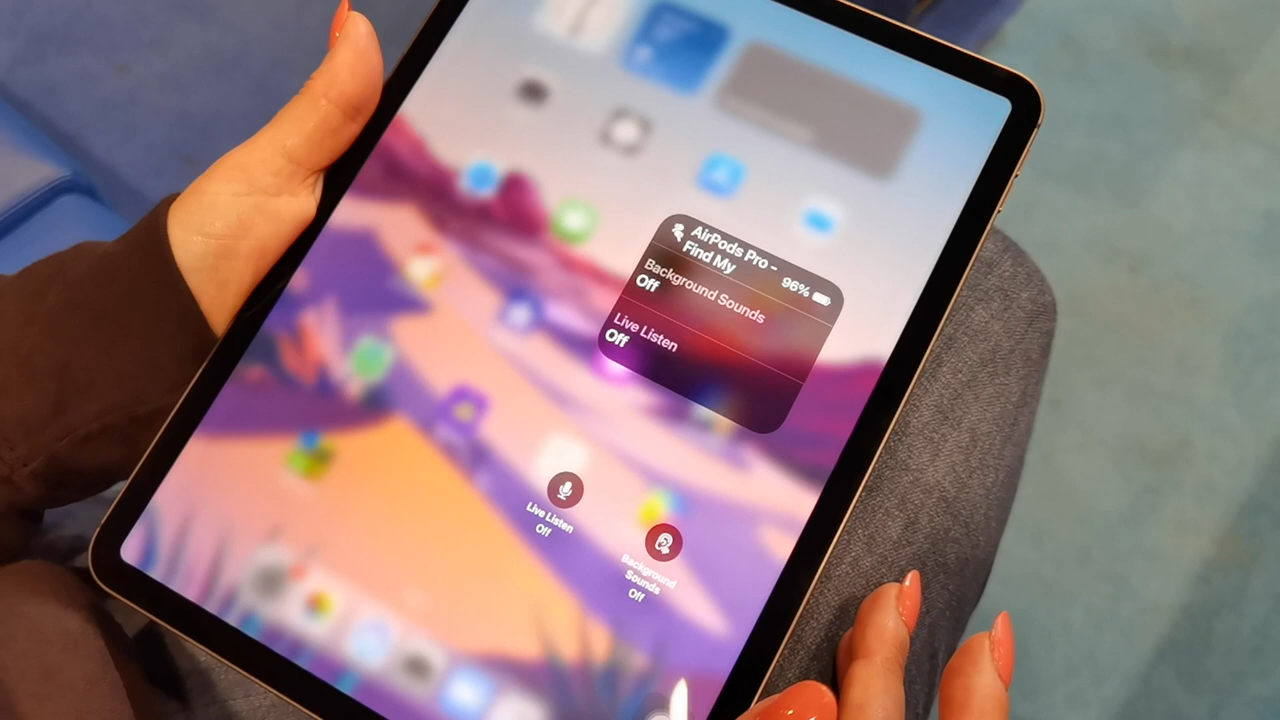 AirPods Pro -
Find My
96%
Background Sounds
Off
Live Listen
Off
Live Listen
Off
Background
Sounds
Off